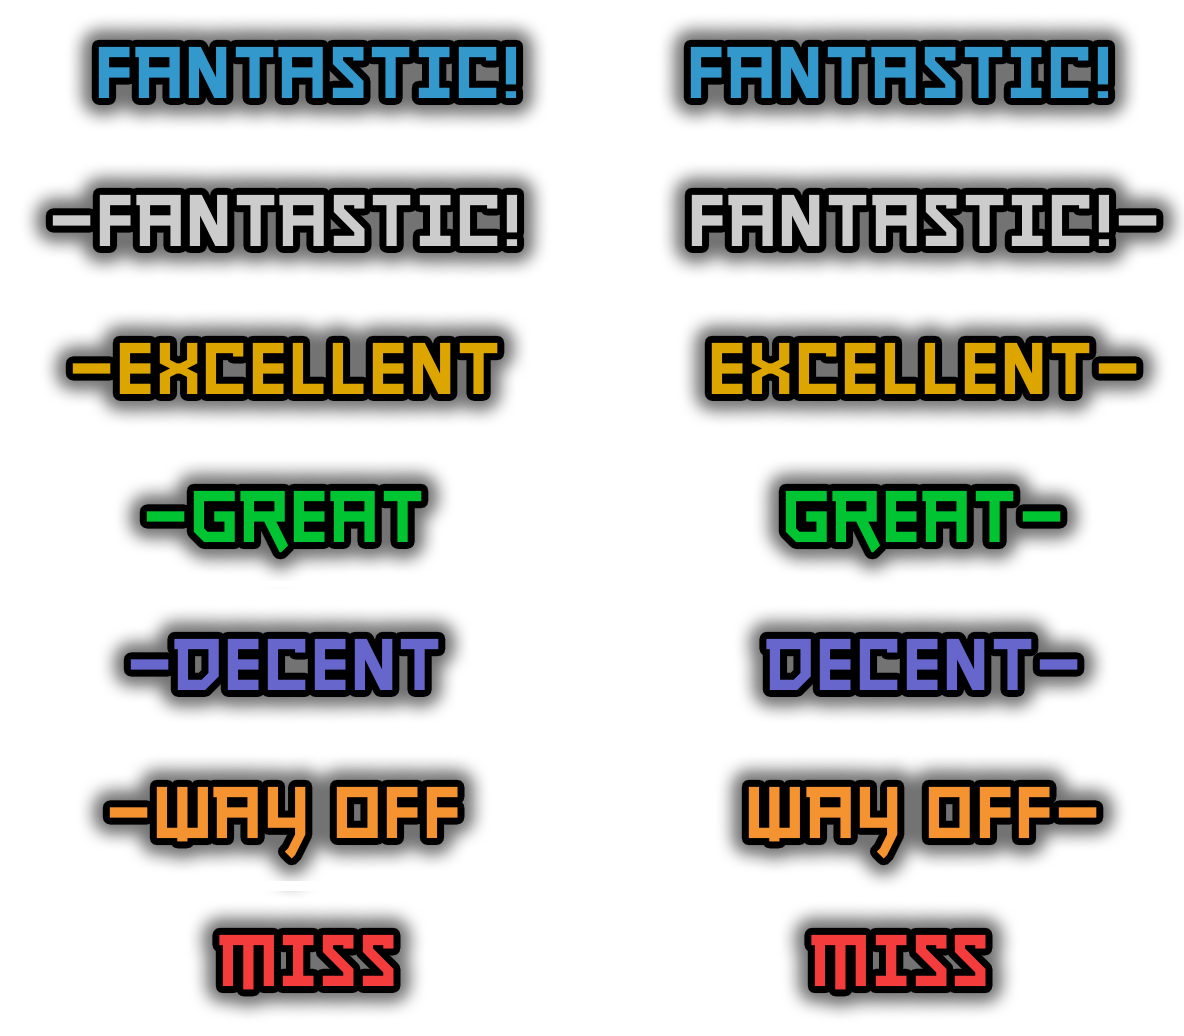 FANTASTIC! FANTASTIC!
-FANTASTIC! FANTASTIC!-
-EXCELLENT EXCELLENT-
-GREAT GREAT-
-DECENT DECENT-
-WAY OFF WAY OFF-
MISS MISS